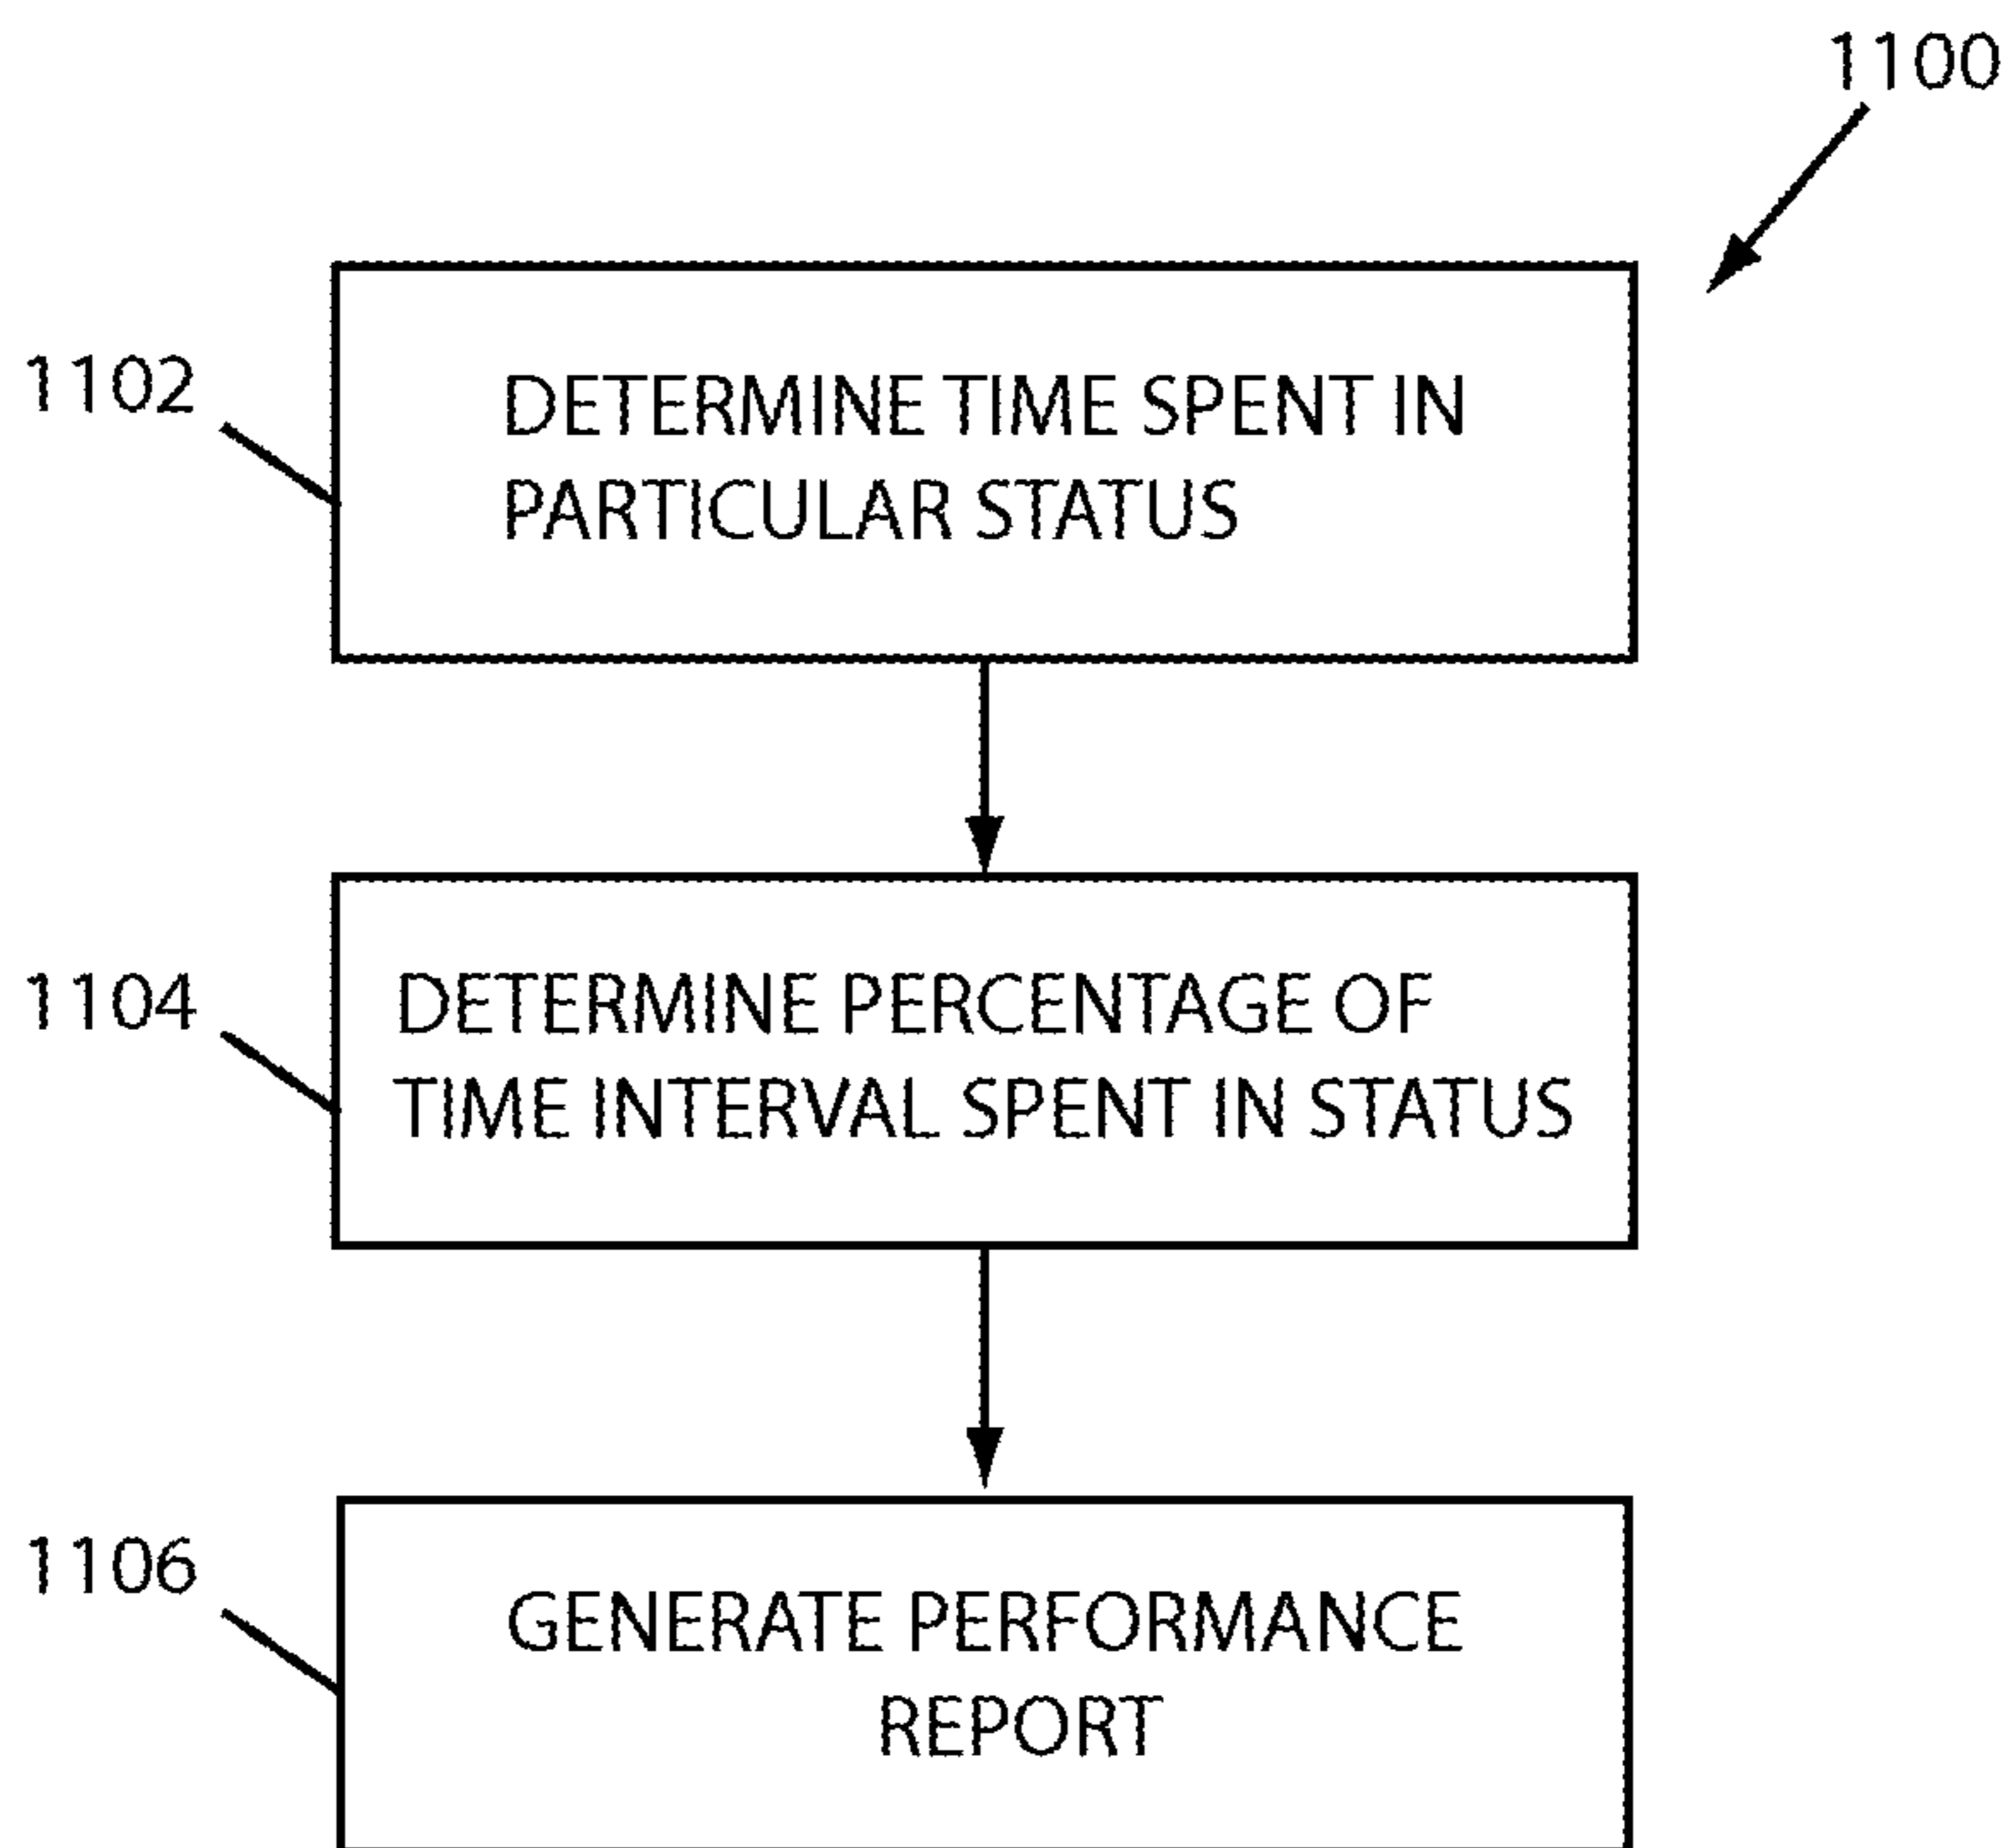 1100
1102
DETERMINE TIME SPENT IN
PARTICULAR STATUS
1104
DETERMINE PERCENTAGE OF
TIME INTERVAL SPENT IN STATUS
1106
GENERATE PERFORMANCE
REPORT